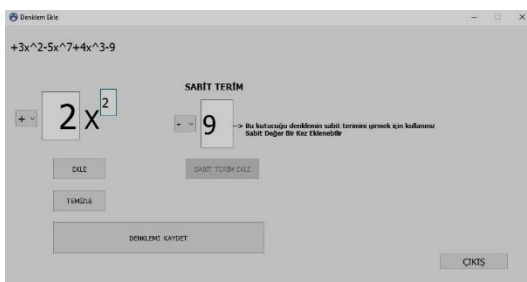 Denklem Ekle
+3x^2-5x^7+4x^3-9
SABİT TERİM
+ 2 X 2
- 9 --> Bu kutucuğu denklemin sabit terimini girmek için kullanınız
Sabit Değer Bir Kez Eklenebilir
EKLE
SABİT TERİM EKLE
TEMİZLE
DENKLEMİ KAYDET
ÇIKIŞ